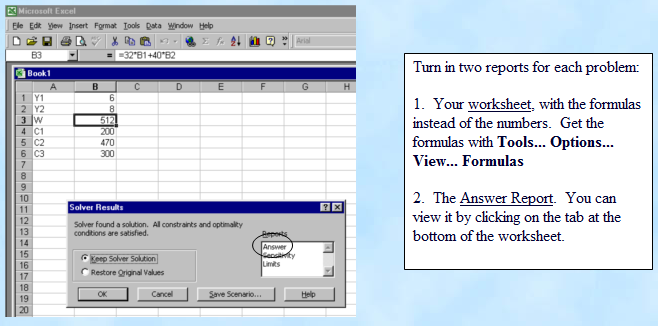 Microsoft Excel
File Edit View Insert Format Tools Data Window Help
Arial
B3 = =32*B1+40*B2
Book1
A B C D E F G H
1 Y1 6
2 Y2 8
3 W 512
4 C1 200
5 C2 470
6 C3 300
7
8
9
10
11
12
13
14
15
16
17
18
19
20
Solver Results
Solver found a solution. All constraints and optimality
conditions are satisfied.
Reports
Answer
Sensitivity
Limits
Keep Solver Solution
Restore Original Values
OK Cancel Save Scenario... Help
Turn in two reports for each problem:
1. Your worksheet, with the formulas
instead of the numbers. Get the
formulas with Tools... Options...
View... Formulas
2. The Answer Report. You can
view it by clicking on the tab at the
bottom of the worksheet.